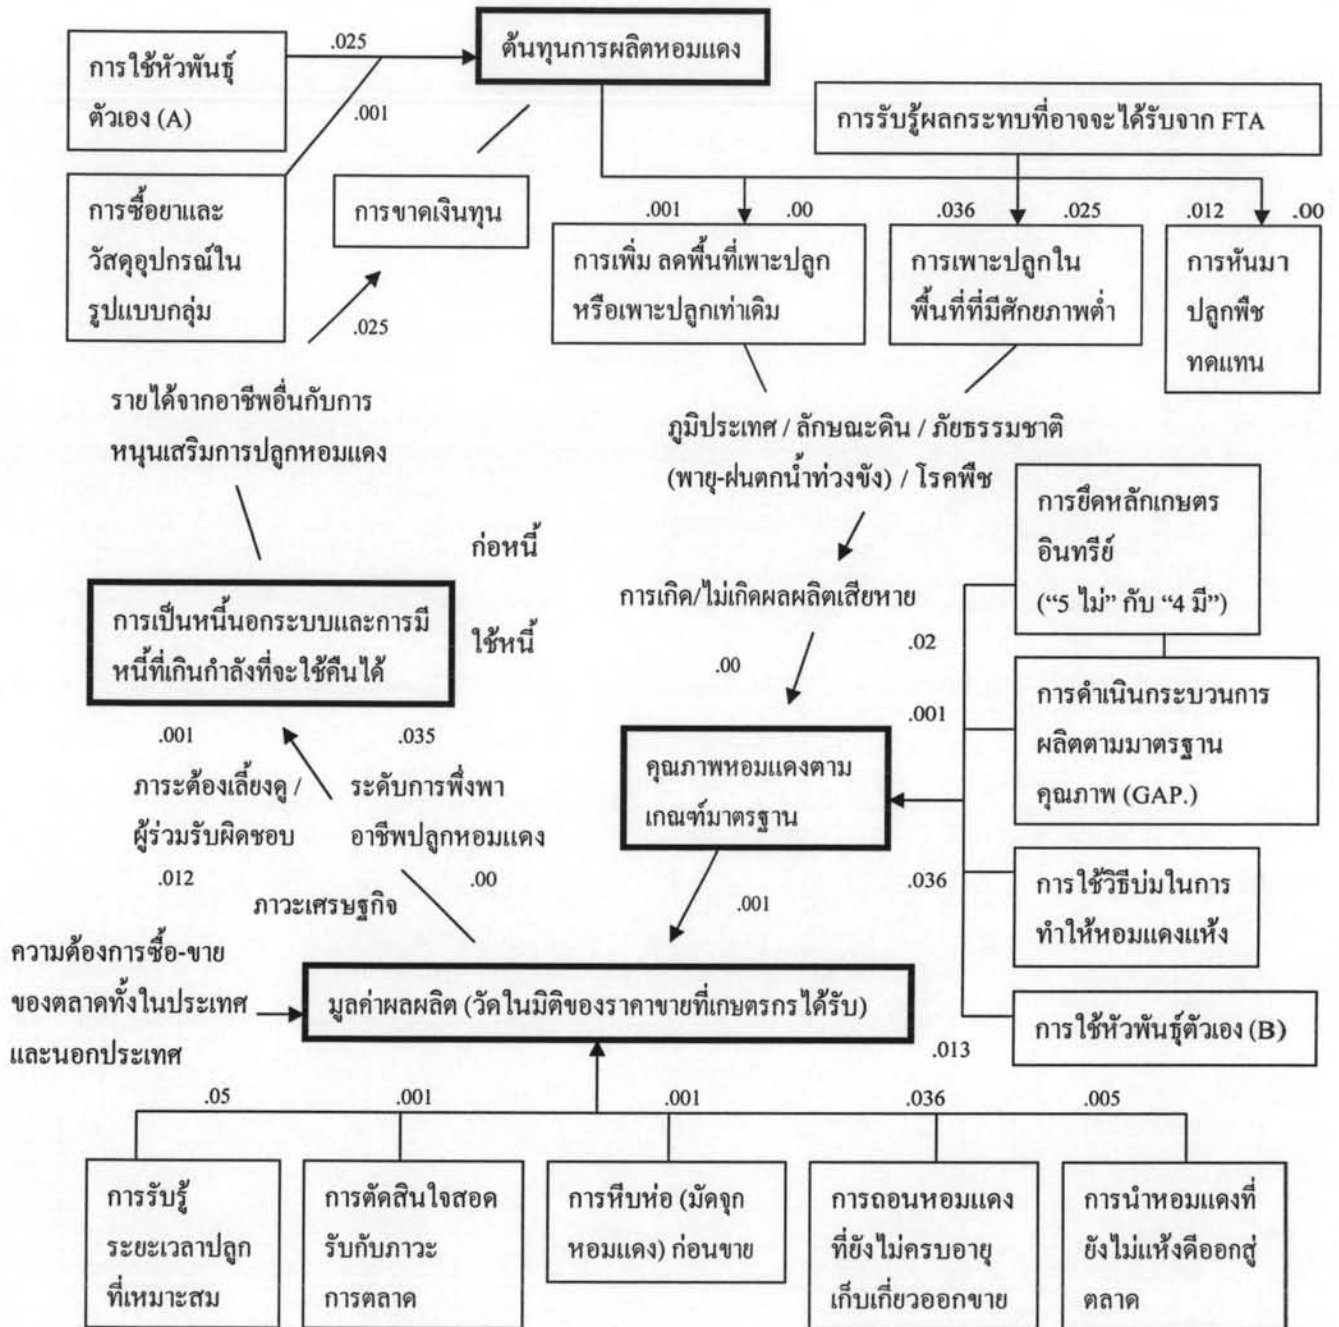 ต้นทุนการผลิตหอมแดง
.025
การใช้หัวพันธุ์
ตัวเอง (A)
.001
การรับรู้ผลกระทบที่อาจจะได้รับจาก FTA
การซื้อยาและ
วัสดุอุปกรณ์ใน
รูปแบบกลุ่ม
การขาดเงินทุน
.001
.00
.036
.025
.012
.00
การเพิ่ม ลดพื้นที่เพาะปลูก
หรือเพาะปลูกเท่าเดิม
การเพาะปลูกใน
พื้นที่ที่มีศักยภาพต่ำ
การหันมา
ปลูกพืช
ทดแทน
.025
รายได้จากอาชีพอื่นกับการ
หนุนเสริมการปลูกหอมแดง
ภูมิประเทศ / ลักษณะดิน / ภัยธรรมชาติ
(พายุ-ฝนตกน้ำท่วงขัง) / โรคพืช
การยึดหลักเกษตร
อินทรีย์
(“5 ไม่” กับ “4 มี”)
ก่อหนี้
ใช้หนี้
การเป็นหนี้นอกระบบและการมี
หนี้ที่เกินกำลังที่จะใช้คืนได้
การเกิด/ไม่เกิดผลผลิตเสียหาย
.02
.00
.001
การดำเนินกระบวนการ
ผลิตตามมาตรฐาน
คุณภาพ (GAP.)
.001
.035
คุณภาพหอมแดงตาม
เกณฑ์มาตรฐาน
ภาระต้องเลี้ยงดู /
ผู้ร่วมรับผิดชอบ
ระดับการพึ่งพา
อาชีพปลูกหอมแดง
.012
.00
.036
การใช้วิธีบ่มในการ
ทำให้หอมแดงแห้ง
ภาวะเศรษฐกิจ
.001
ความต้องการซื้อ-ขาย
ของตลาดทั้งในประเทศ
และนอกประเทศ
มูลค่าผลผลิต (วัดในมิติของราคาขายที่เกษตรกรได้รับ)
การใช้หัวพันธุ์ตัวเอง (B)
.013
.05
.001
.001
.036
.005
การรับรู้
ระยะเวลาปลูก
ที่เหมาะสม
การตัดสินใจสอด
รับกับภาวะ
การตลาด
การหีบห่อ (มัดจุก
หอมแดง) ก่อนขาย
การถอนหอมแดง
ที่ยังไม่ครบอายุ
เก็บเกี่ยวออกขาย
การนำหอมแดงที่
ยังไม่แห้งดีออกสู่
ตลาด